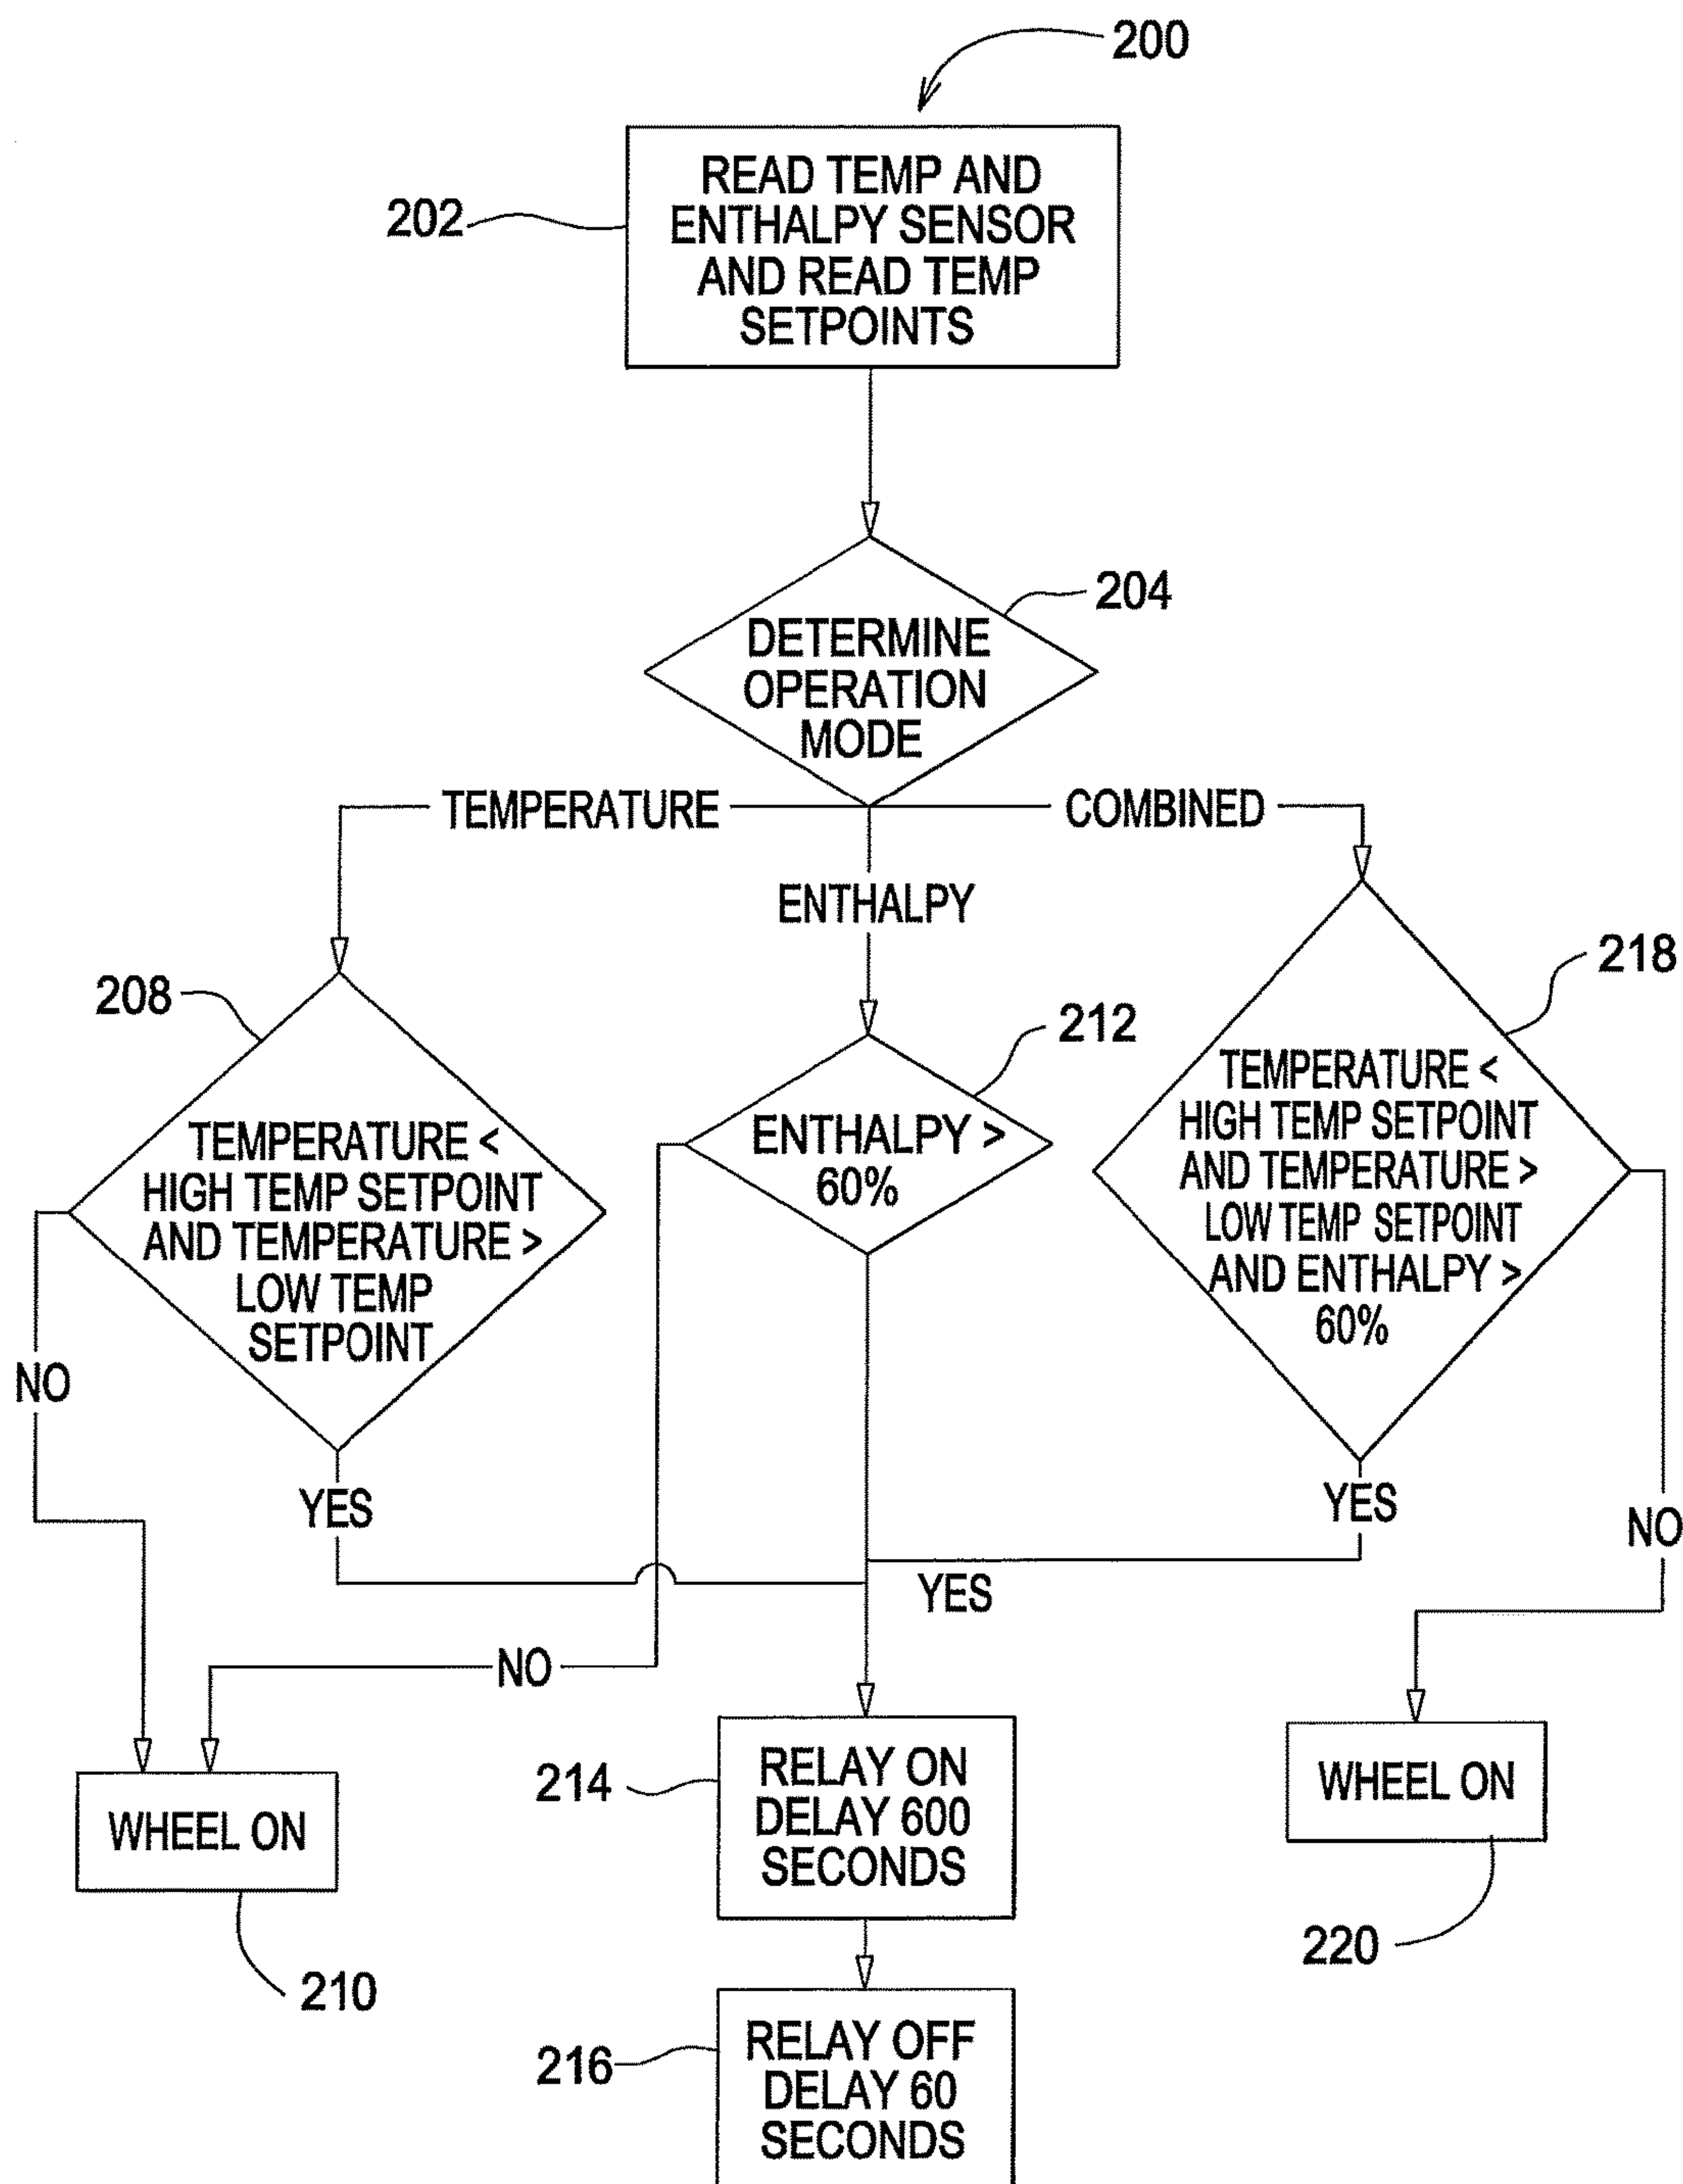 200
202
READ TEMP AND
ENTHALPY SENSOR
AND READ TEMP
SETPOINTS
204
DETERMINE
OPERATION
MODE
TEMPERATURE
COMBINED
ENTHALPY
208
TEMPERATURE <
HIGH TEMP SETPOINT
AND TEMPERATURE >
LOW TEMP
SETPOINT
212
ENTHALPY >
60%
218
TEMPERATURE <
HIGH TEMP SETPOINT
AND TEMPERATURE >
LOW TEMP SETPOINT
AND ENTHALPY >
60%
NO
YES
YES
NO
YES
NO
WHEEL ON
210
214
RELAY ON
DELAY 600
SECONDS
WHEEL ON
220
216
RELAY OFF
DELAY 60
SECONDS